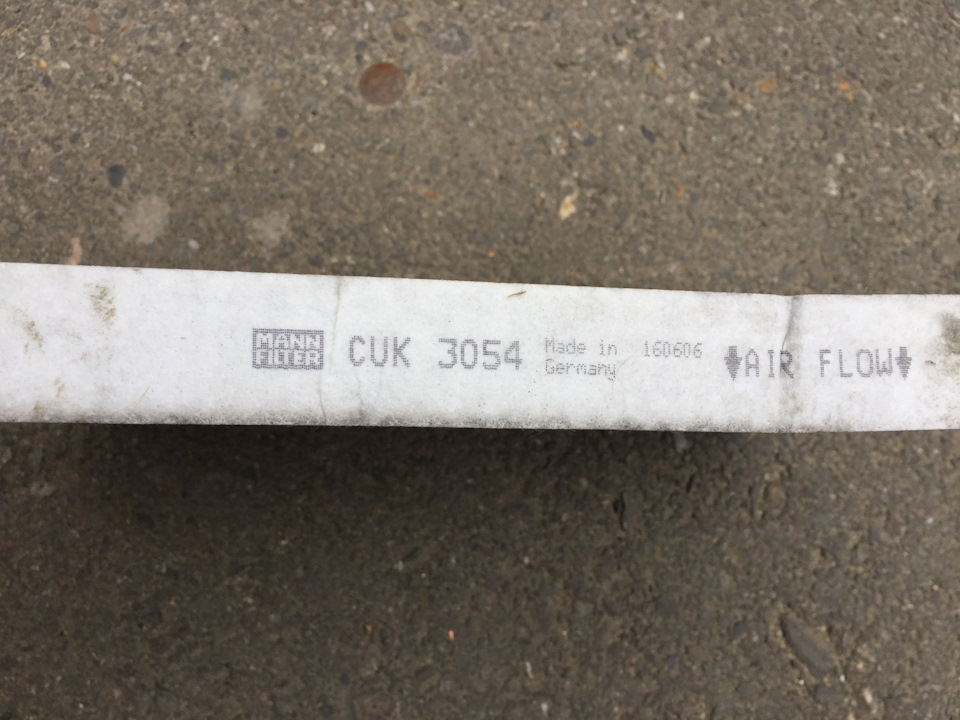 MANN
FILTER
CUK 3054
Made in 160606
Germany
AIR FLOW